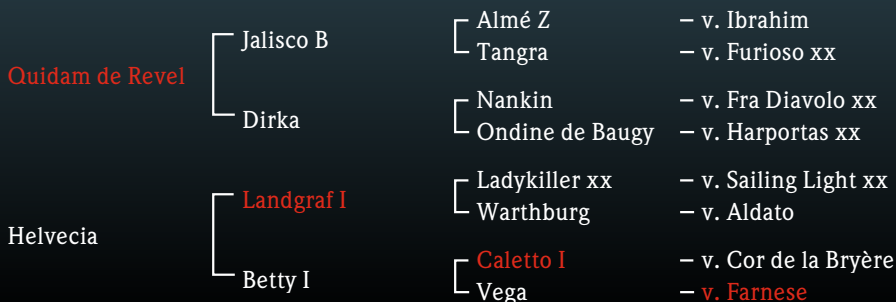 Almé Z – v. Ibrahim
Jalisco B
Tangra – v. Furioso xx
Quidam de Revel
Nankin – v. Fra Diavolo xx
Dirka
Ondine de Baugy – v. Harportas xx
Ladykiller xx – v. Sailing Light xx
Landgraf I
Warthburg – v. Aldato
Helvecia
Caletto I – v. Cor de la Bryère
Betty I
Vega – v. Farnese